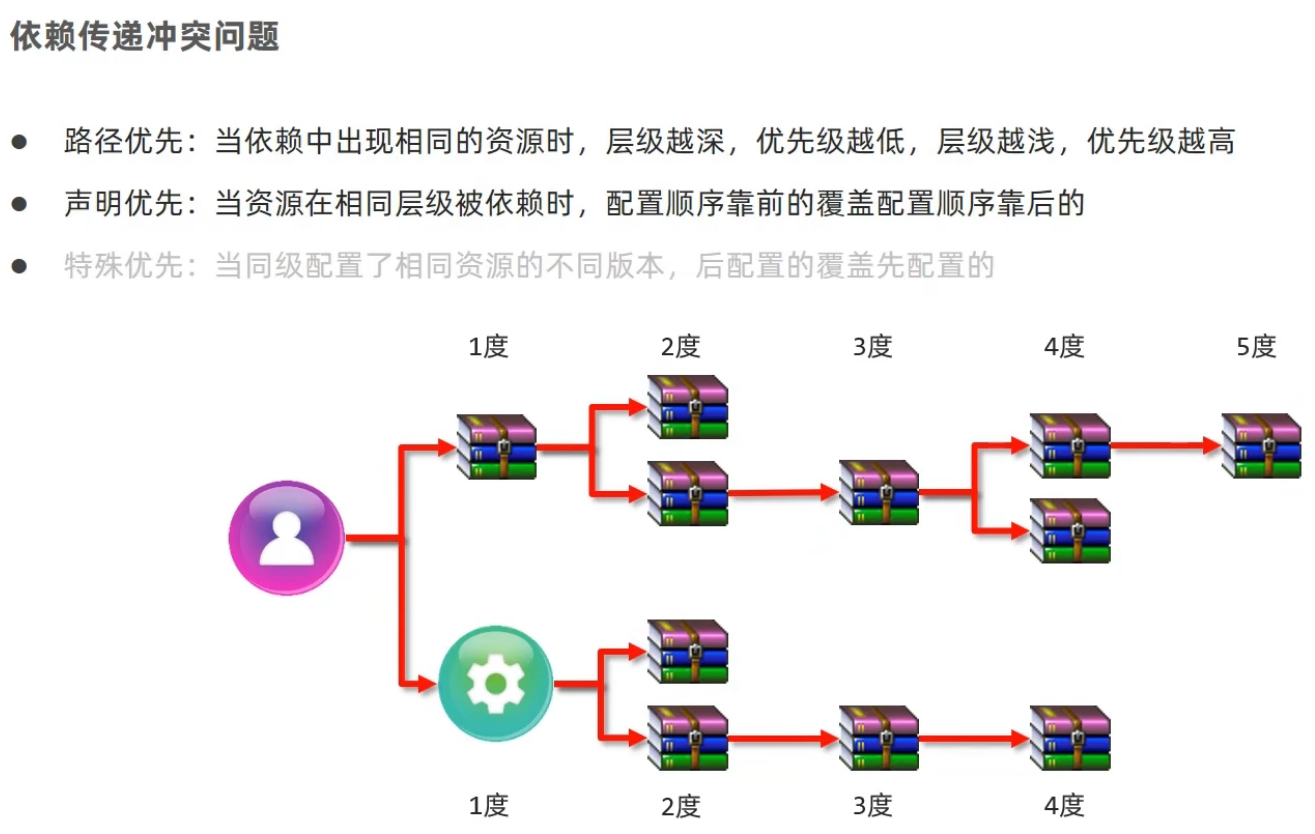 依赖传递冲突问题
● 路径优先：当依赖中出现相同的资源时，层级越深，优先级越低，层级越浅，优先级越高
● 声明优先：当资源在相同层级被依赖时，配置顺序靠前的覆盖配置顺序靠后的
● 特殊优先：当同级配置了相同资源的不同版本，后配置的覆盖先配置的
1度 2度 3度 4度 5度
1度 2度 3度 4度